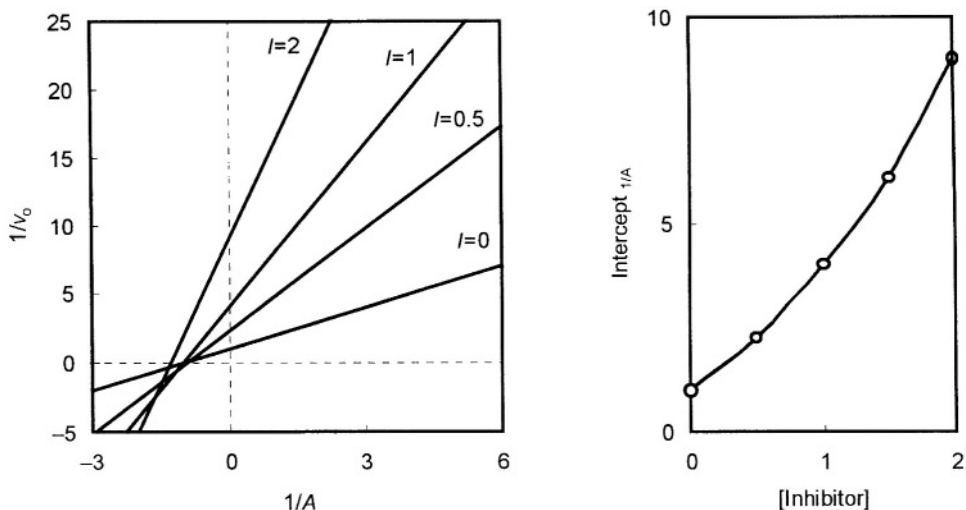 25
20
15
10
5
0
−5
1/vₒ
I=2
I=1
I=0.5
I=0
−3
0
3
6
1/A
10
5
0
Intercept 1/A
0
1
2
[Inhibitor]